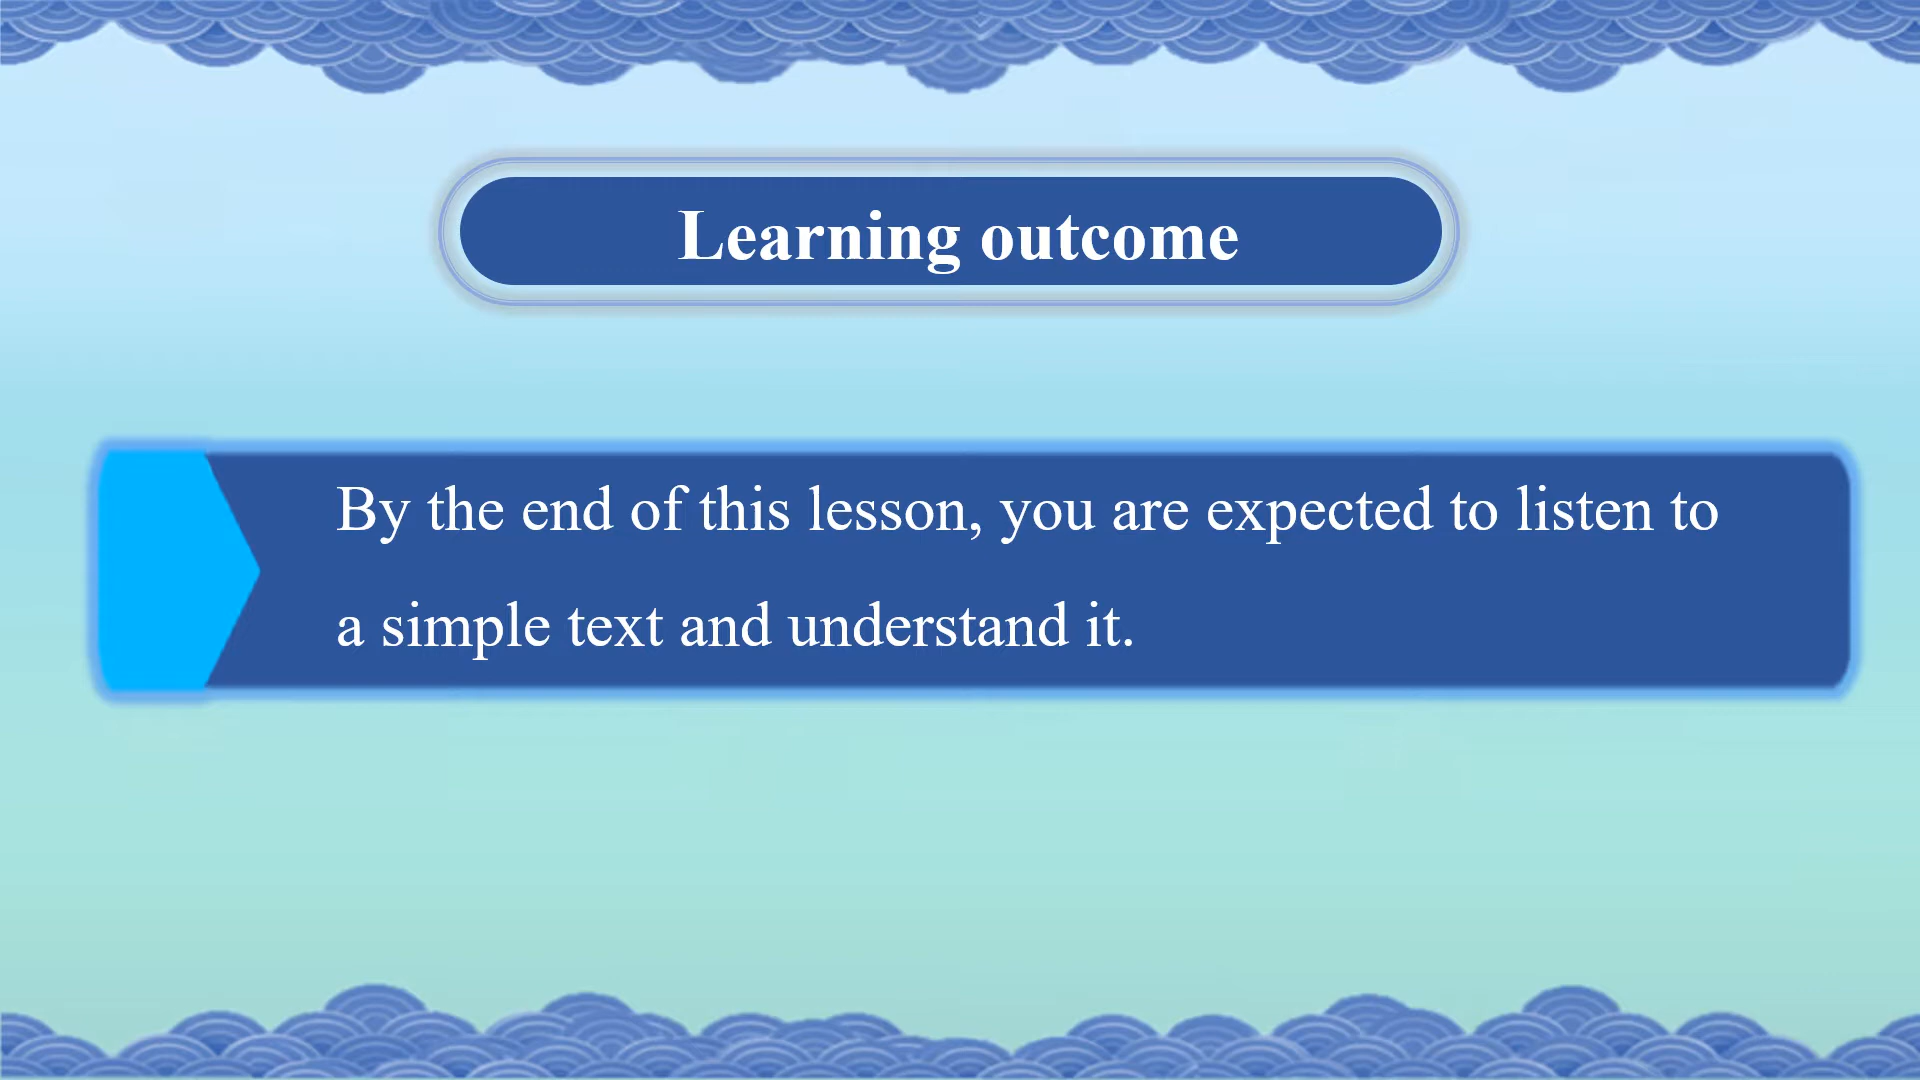 Learning outcome
By the end of this lesson, you are expected to listen to
a simple text and understand it.